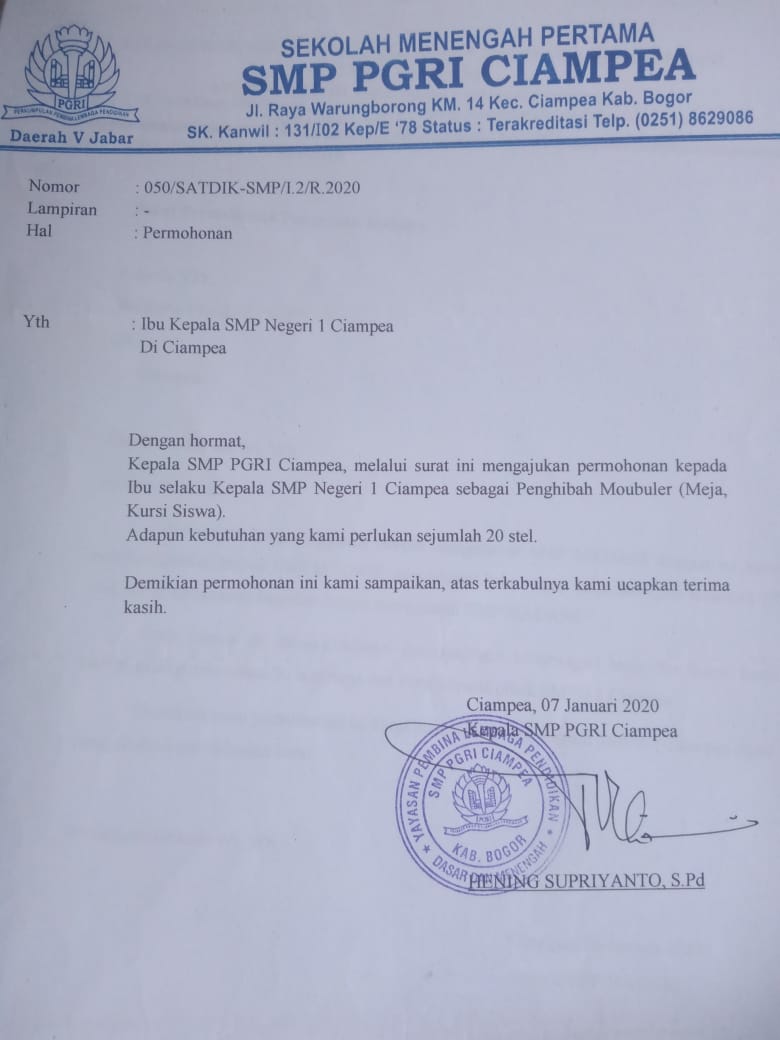 SEKOLAH MENENGAH PERTAMA
SMP PGRI CIAMPEA
Jl. Raya Warungborong KM. 14 Kec. Ciampea Kab. Bogor
SK. Kanwil : 131/I02 Kep/E '78 Status : Terakreditasi Telp. (0251) 8629086
PGRI
PERKUMPULAN PEMBINA LEMBAGA PENDIDIKAN
Daerah V Jabar
Nomor : 050/SATDIK-SMP/I.2/R.2020
Lampiran : -
Hal : Permohonan
Yth : Ibu Kepala SMP Negeri 1 Ciampea
Di Ciampea
Dengan hormat,
Kepala SMP PGRI Ciampea, melalui surat ini mengajukan permohonan kepada
Ibu selaku Kepala SMP Negeri 1 Ciampea sebagai Penghibah Moubuler (Meja,
Kursi Siswa).
Adapun kebutuhan yang kami perlukan sejumlah 20 stel.
Demikian permohonan ini kami sampaikan, atas terkabulnya kami ucapkan terima
kasih.
Ciampea, 07 Januari 2020
Kepala SMP PGRI Ciampea
YAYASAN PEMBINA LEMBAGA PENDIDIKAN
DASAR DAN MENENGAH
SMP PGRI CIAMPEA
KAB. BOGOR
HENING SUPRIYANTO, S.Pd